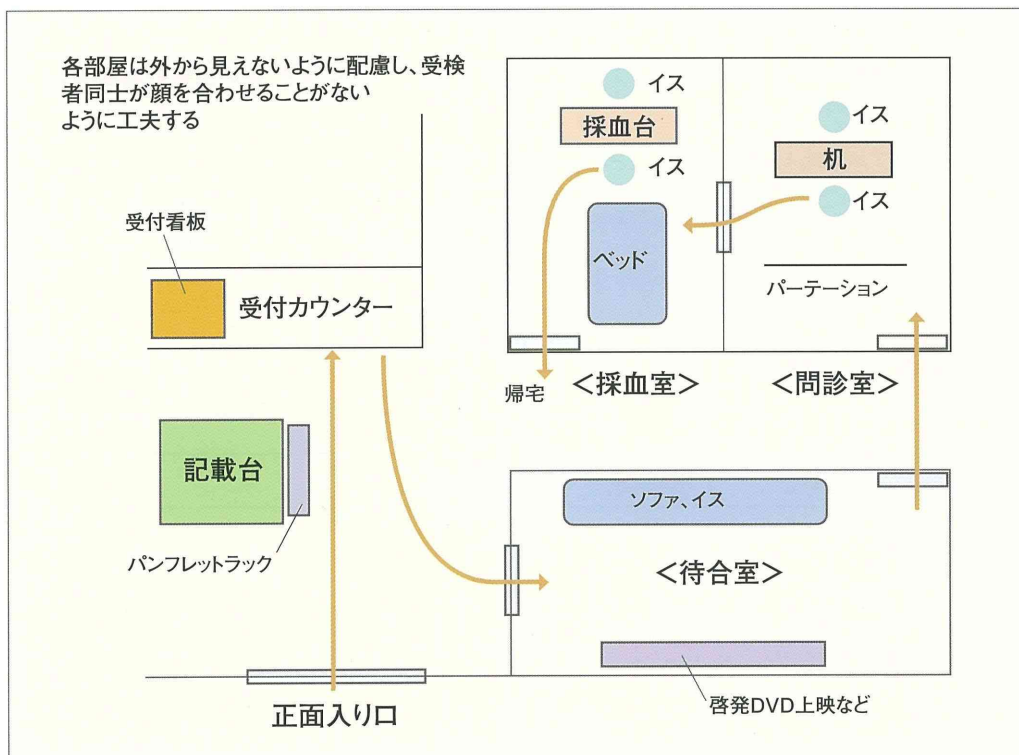 各部屋は外から見えないように配慮し、受検
者同士が顔を合わせることがない
ように工夫する
受付看板
受付カウンター
記載台
パンフレットラック
正面入り口
イス
採血台
イス
ベッド
帰宅
＜採血室＞
イス
机
イス
パーテーション
＜問診室＞
ソファ、イス
＜待合室＞
啓発DVD上映など